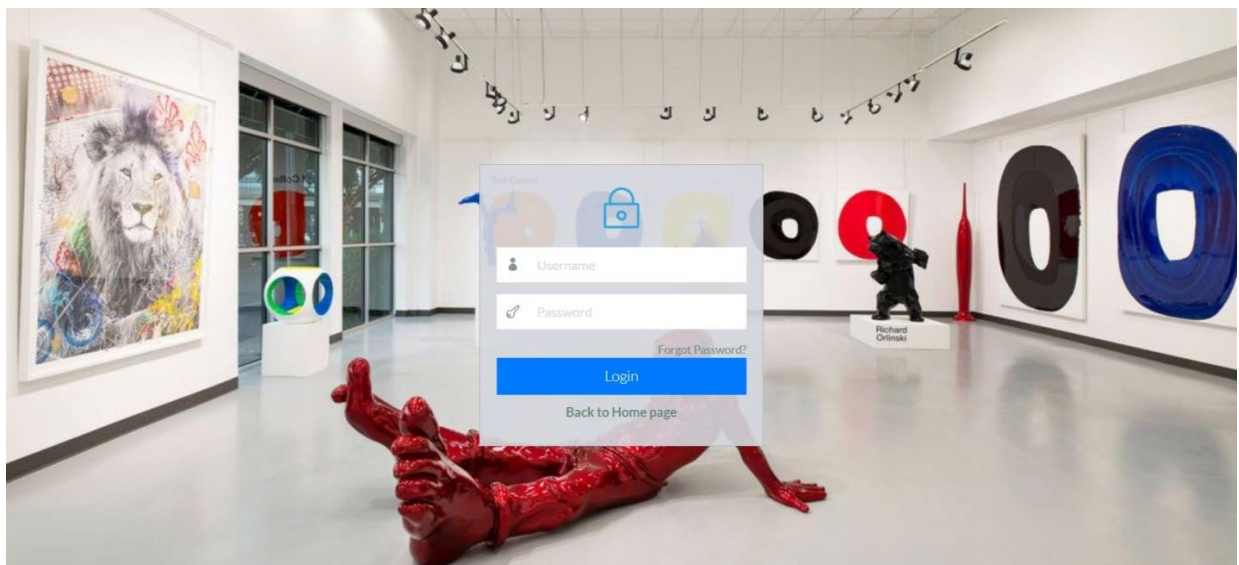 Username
Password
Forgot Password?
Login
Back to Home page
Richard
Orlinski